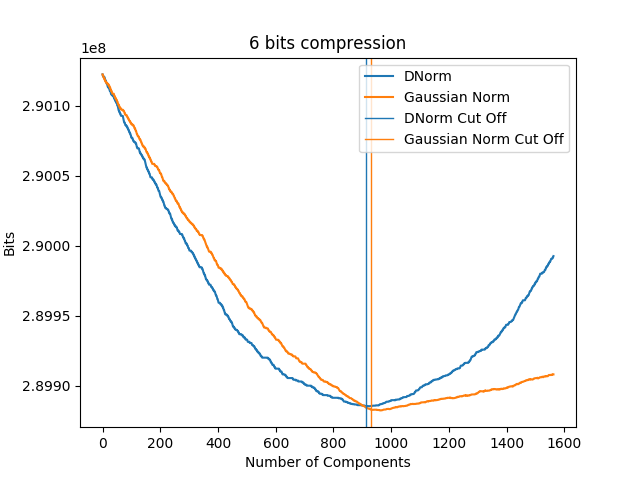 6 bits compression
1e8
DNorm
Gaussian Norm
DNorm Cut Off
Gaussian Norm Cut Off
2.9010
2.9005
2.9000
2.8995
2.8990
Bits
0 200 400 600 800 1000 1200 1400 1600
Number of Components